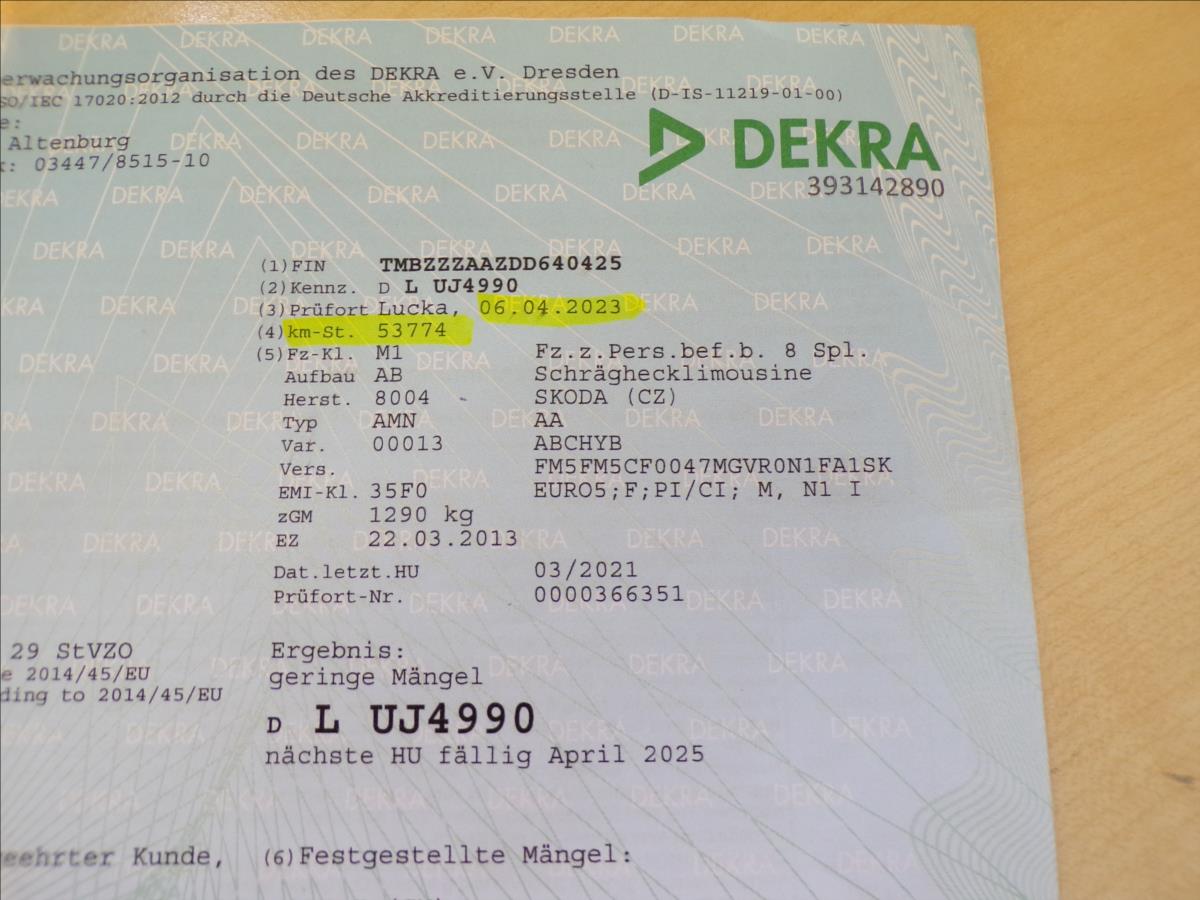 erwachungsorganisation des DEKRA e.V. Dresden
SO/IEC 17020:2012 durch die Deutsche Akkreditierungsstelle (D-IS-11219-01-00)
e:
Altenburg
: 03447/8515-10
DEKRA
393142890
(1) FIN TMBZZZAAZDD640425
(2) Kennz. D L UJ4990
(3) Prüfort Lucka, 06.04.2023
(4) km-St. 53774
(5) Fz-Kl. M1 Fz.z.Pers.bef.b. 8 Spl.
Aufbau AB Schräghecklimousine
Herst. 8004 - SKODA (CZ)
Typ AMN AA
Var. 00013 ABCHYB
Vers. FM5FM5CF0047MGVR0N1FA1SK
EMI-Kl. 35F0 EURO5;F;PI/CI; M, N1 I
zGM 1290 kg
EZ 22.03.2013
Dat.letzt.HU 03/2021
Prüfort-Nr. 0000366351
29 StVZO
e 2014/45/EU
ding to 2014/45/EU
Ergebnis:
geringe Mängel
D L UJ4990
nächste HU fällig April 2025
eehrter Kunde,
(6) Festgestellte Mängel: